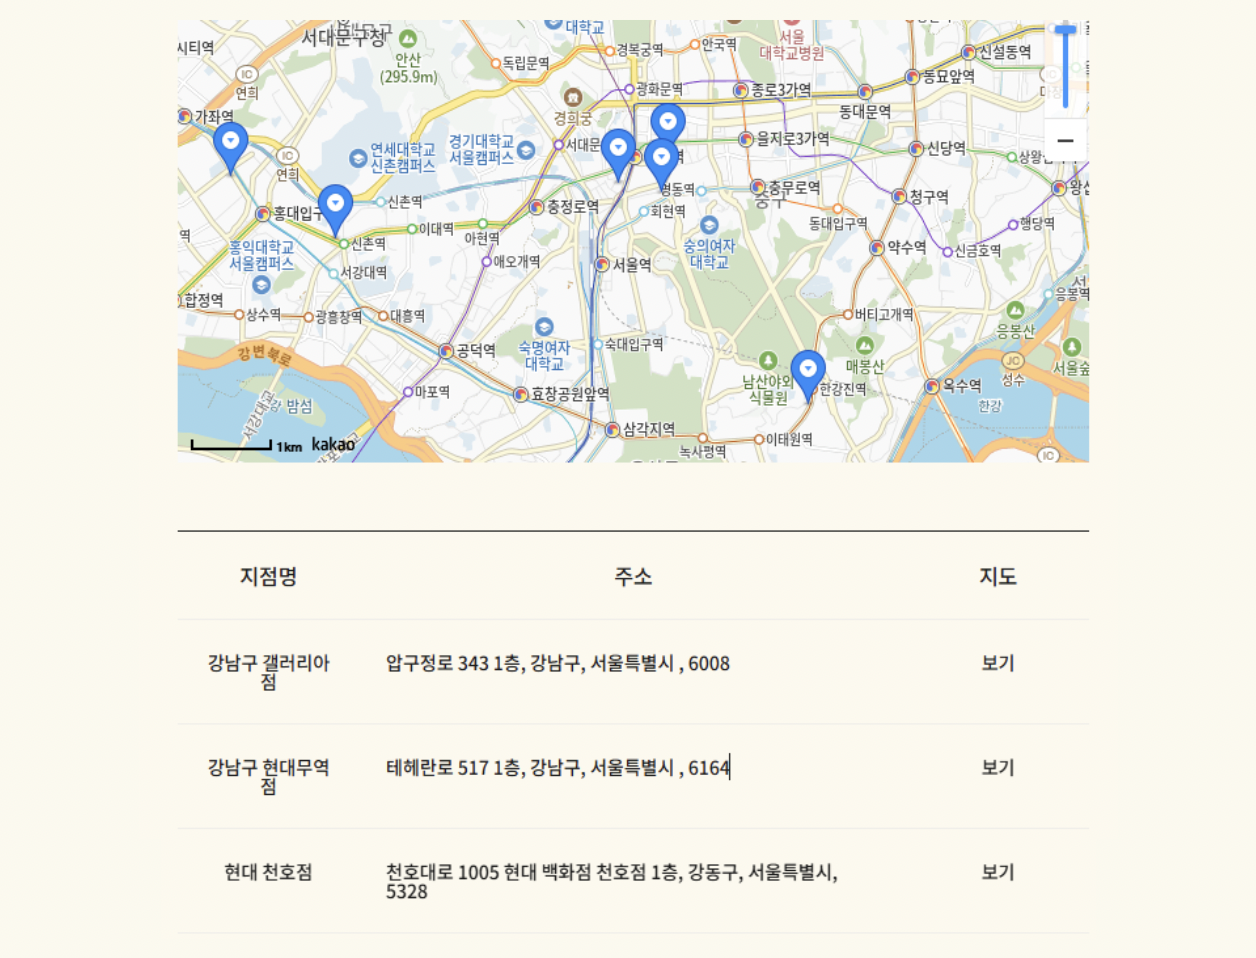 대학교
서대문구청
시티역
안산
(295.9m)
독립문역
경복궁역
안국역
서울
대학교병원
신설동역
동묘앞역
IC
연희
가좌역
광화문역
종로3가역
동대문역
경희궁
연세대학교
신촌캠퍼스
경기대학교
서울캠퍼스
서대문
을지로3가역
신당역
IC
연희
상왕
왕십
명동역
충무로역
중구
청구역
신촌역
충정로역
회현역
홍대입구
이대역
아현역
동대입구역
행당역
역
신촌역
숭의여자
대학교
약수역
신금호역
홍익대학교
서울캠퍼스
서강대역
애오개역
서울역
서
응봉역
합정역
상수역
광흥창역
대흥역
버티고개역
응봉산
강변북로
공덕역
숙명여자
대학교
숙대입구역
매봉산
JC
성수
서울숲
남산야외
식물원
한강진역
옥수역
마포역
효창공원앞역
밤섬
서강대교
한강
삼각지역
녹사평역
이태원역
IC
1km kakao
지점명 주소 지도
강남구 갤러리아
점
압구정로 343 1층, 강남구, 서울특별시 , 6008
보기
강남구 현대무역
점
테헤란로 517 1층, 강남구, 서울특별시 , 6164
보기
현대 천호점
천호대로 1005 현대 백화점 천호점 1층, 강동구, 서울특별시,
5328
보기